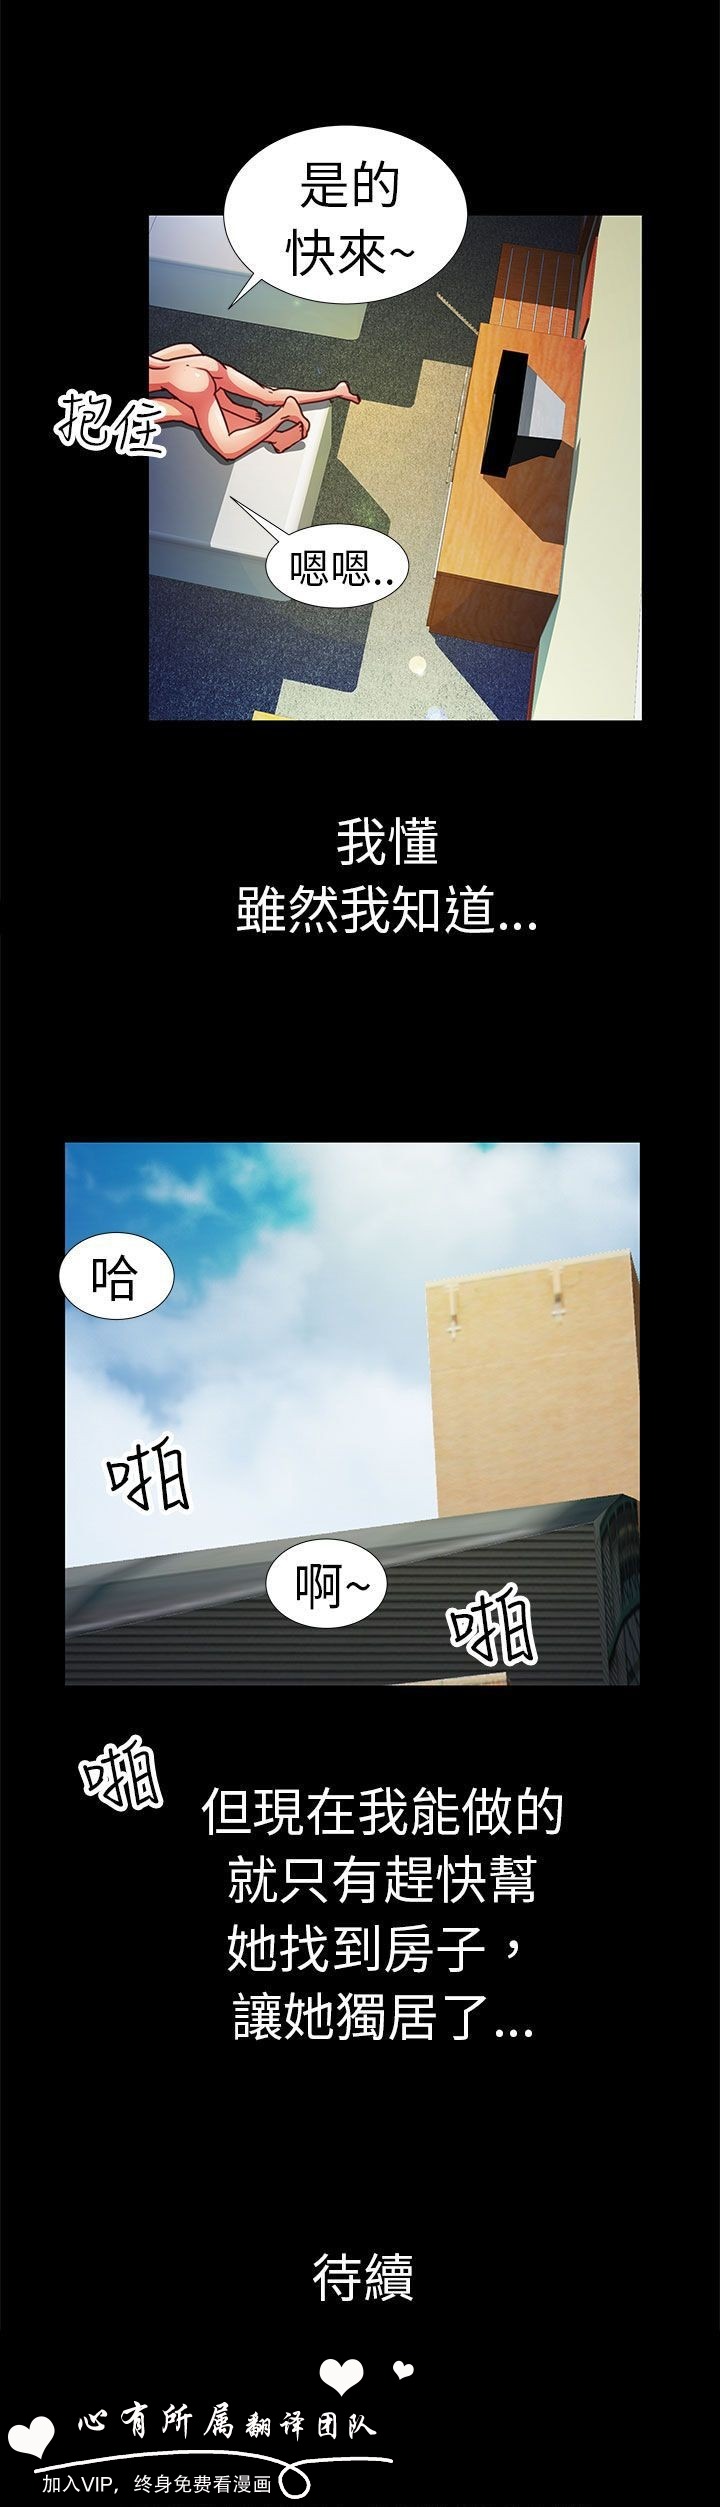 是的
快來~
抱住
嗯嗯..
我懂
雖然我知道...
哈
啪
啊~
啪
啪
但現在我能做的
就只有趕快幫
她找到房子，
讓她獨居了...
待續
心有所属翻译团队
加入VIP，终身免费看漫画